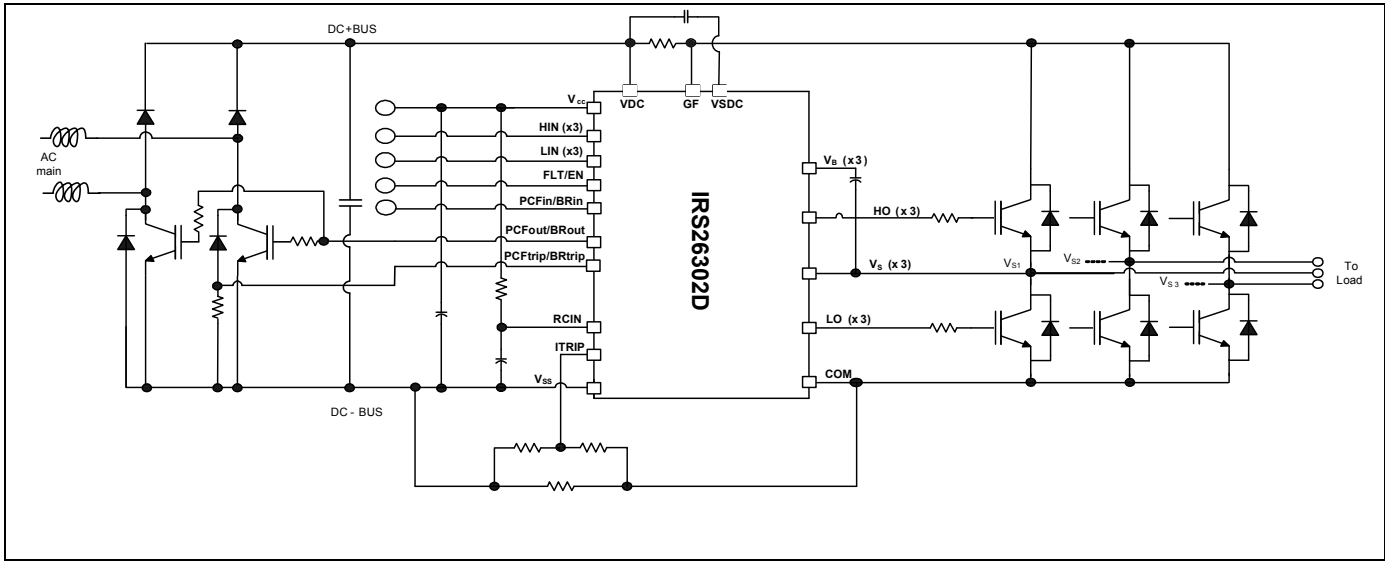 DC+BUS
VDC
GF
VSDC
Vcc
HIN (x3)
LIN (x3)
FLT/EN
PCFin/BRin
PCFout/BRout
PCFtrip/BRtrip
RCIN
ITRIP
VSS
IRS26302D
VB (x3)
HO (x3)
VS (x3)
LO (x3)
COM
AC
main
DC - BUS
VS1
VS2
VS3
To
Load